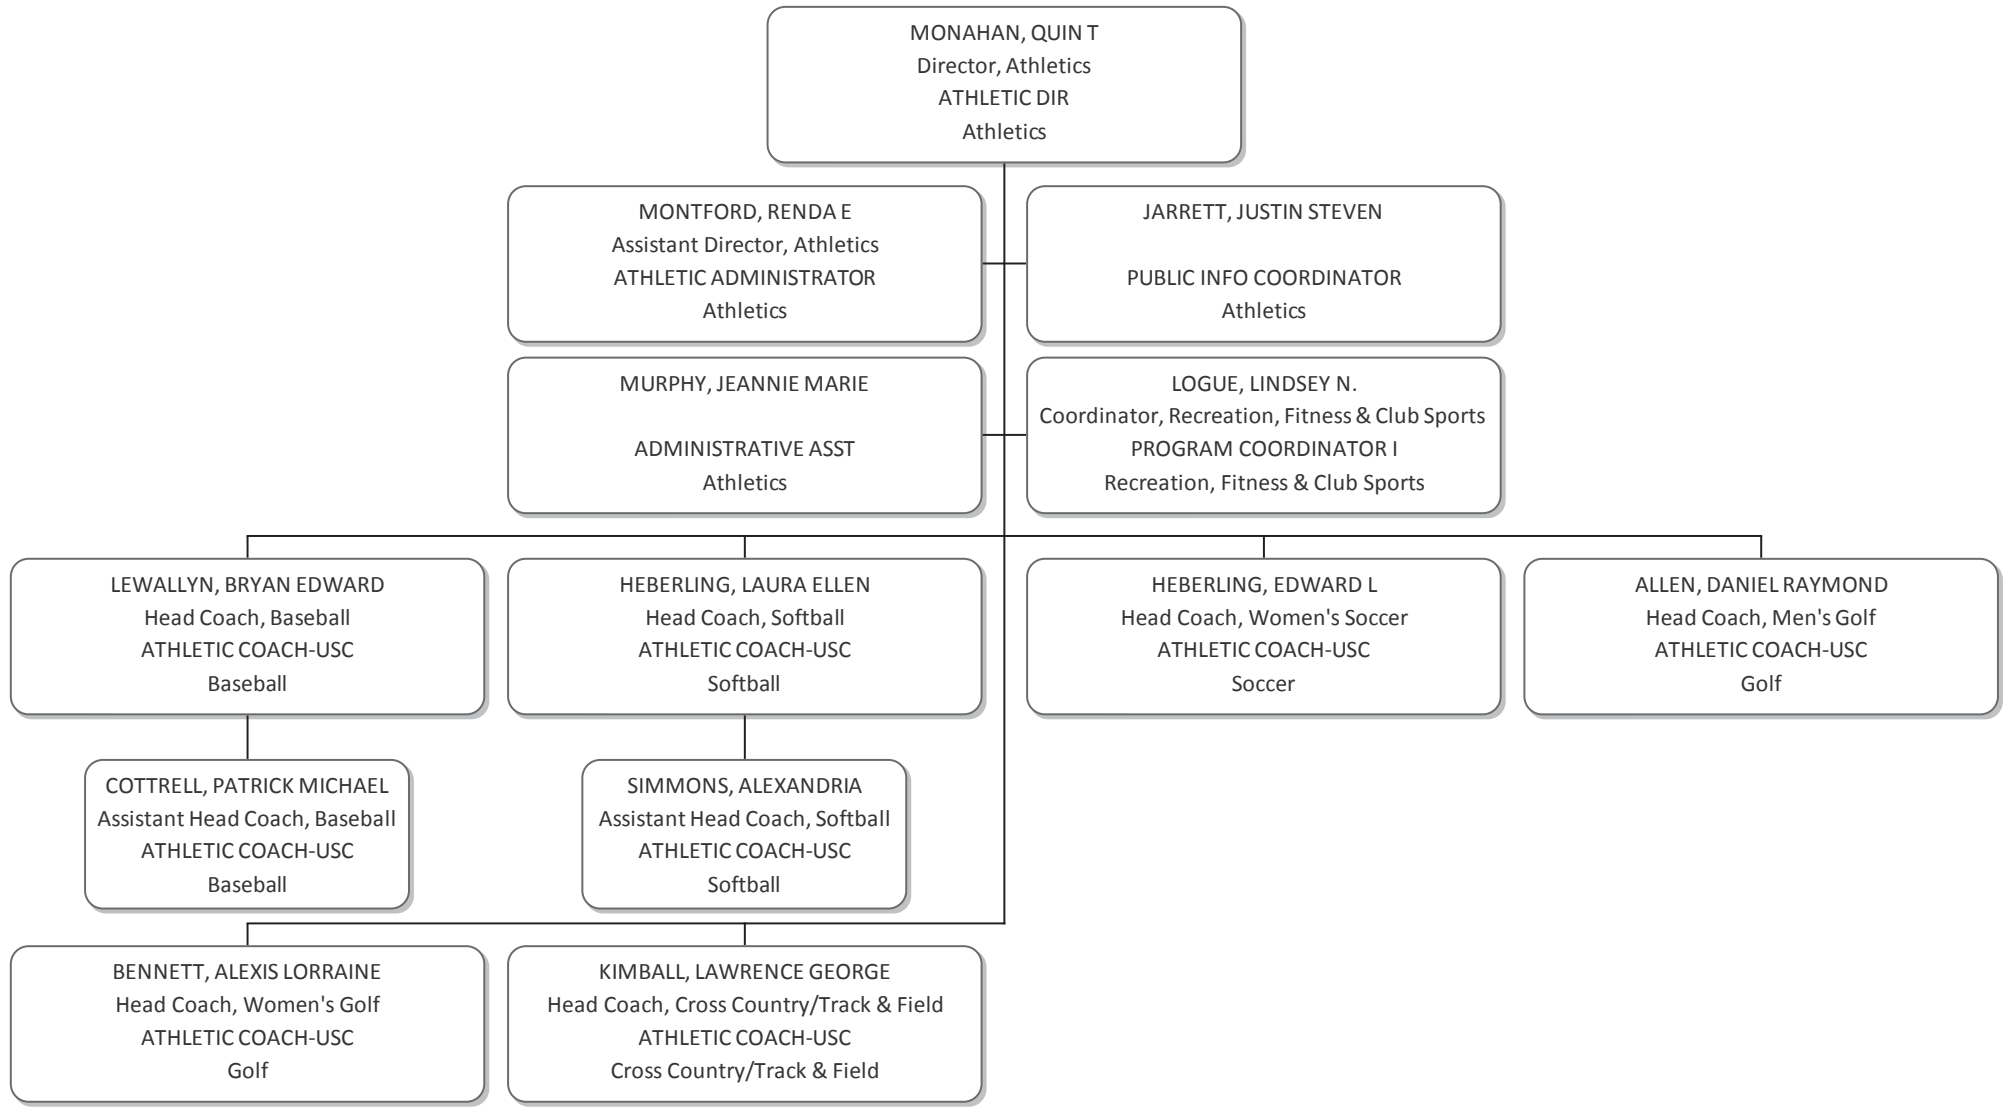 MONAHAN, QUIN T
Director, Athletics
ATHLETIC DIR
Athletics
MONTFORD, RENDA E
Assistant Director, Athletics
ATHLETIC ADMINISTRATOR
Athletics
JARRETT, JUSTIN STEVEN
PUBLIC INFO COORDINATOR
Athletics
MURPHY, JEANNIE MARIE
ADMINISTRATIVE ASST
Athletics
LOGUE, LINDSEY N.
Coordinator, Recreation, Fitness & Club Sports
PROGRAM COORDINATOR I
Recreation, Fitness & Club Sports
LEWALLYN, BRYAN EDWARD
Head Coach, Baseball
ATHLETIC COACH-USC
Baseball
HEBERLING, LAURA ELLEN
Head Coach, Softball
ATHLETIC COACH-USC
Softball
HEBERLING, EDWARD L
Head Coach, Women's Soccer
ATHLETIC COACH-USC
Soccer
ALLEN, DANIEL RAYMOND
Head Coach, Men's Golf
ATHLETIC COACH-USC
Golf
COTTRELL, PATRICK MICHAEL
Assistant Head Coach, Baseball
ATHLETIC COACH-USC
Baseball
SIMMONS, ALEXANDRIA
Assistant Head Coach, Softball
ATHLETIC COACH-USC
Softball
BENNETT, ALEXIS LORRAINE
Head Coach, Women's Golf
ATHLETIC COACH-USC
Golf
KIMBALL, LAWRENCE GEORGE
Head Coach, Cross Country/Track & Field
ATHLETIC COACH-USC
Cross Country/Track & Field